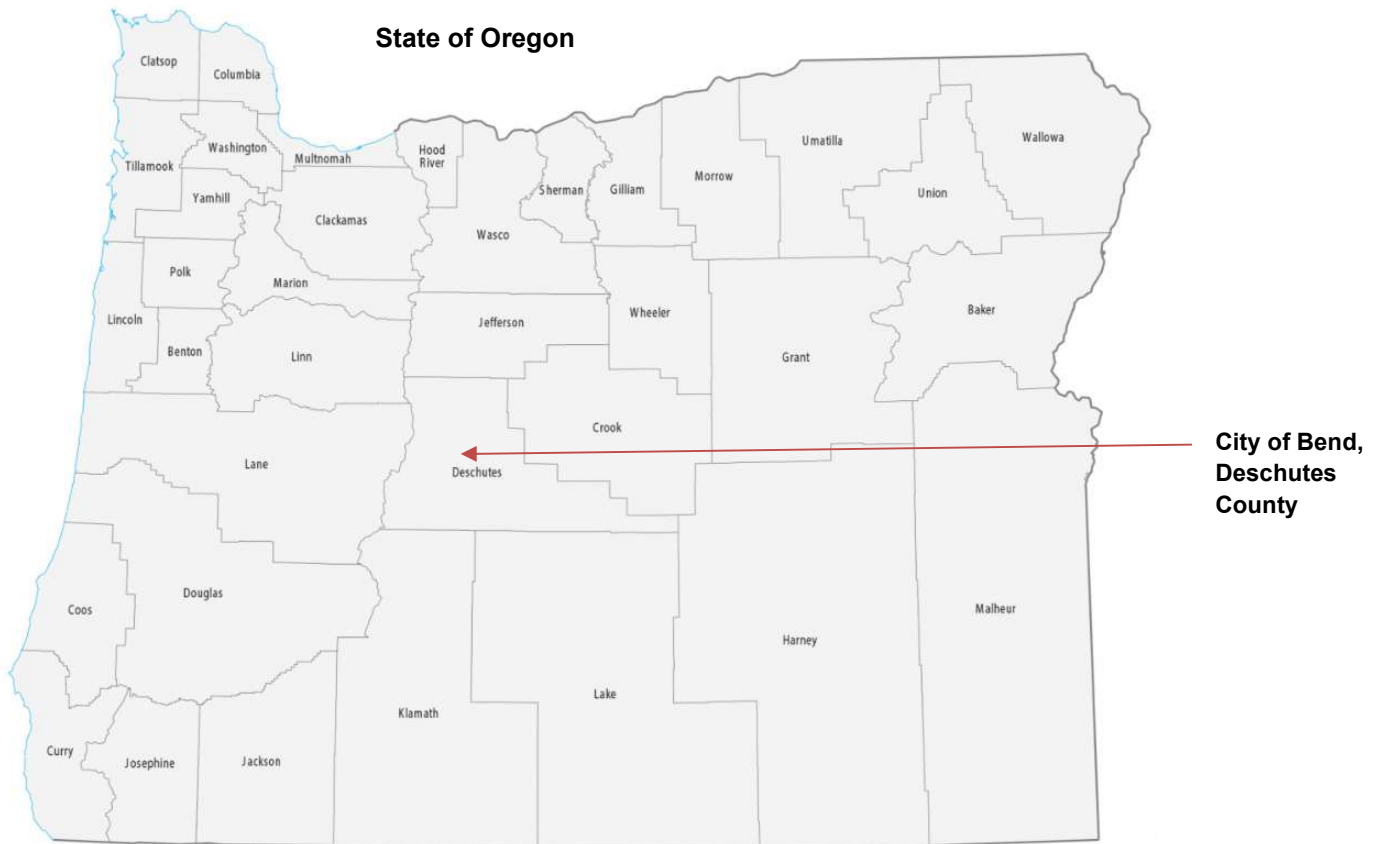 State of Oregon
Clatsop
Columbia
Washington
Multnomah
Hood
River
Tillamook
Yamhill
Clackamas
Wasco
Sherman
Gilliam
Morrow
Umatilla
Union
Wallowa
Polk
Marion
Lincoln
Benton
Linn
Jefferson
Wheeler
Grant
Baker
Lane
Deschutes
Crook
City of Bend,
Deschutes
County
Coos
Douglas
Klamath
Lake
Harney
Malheur
Curry
Josephine
Jackson